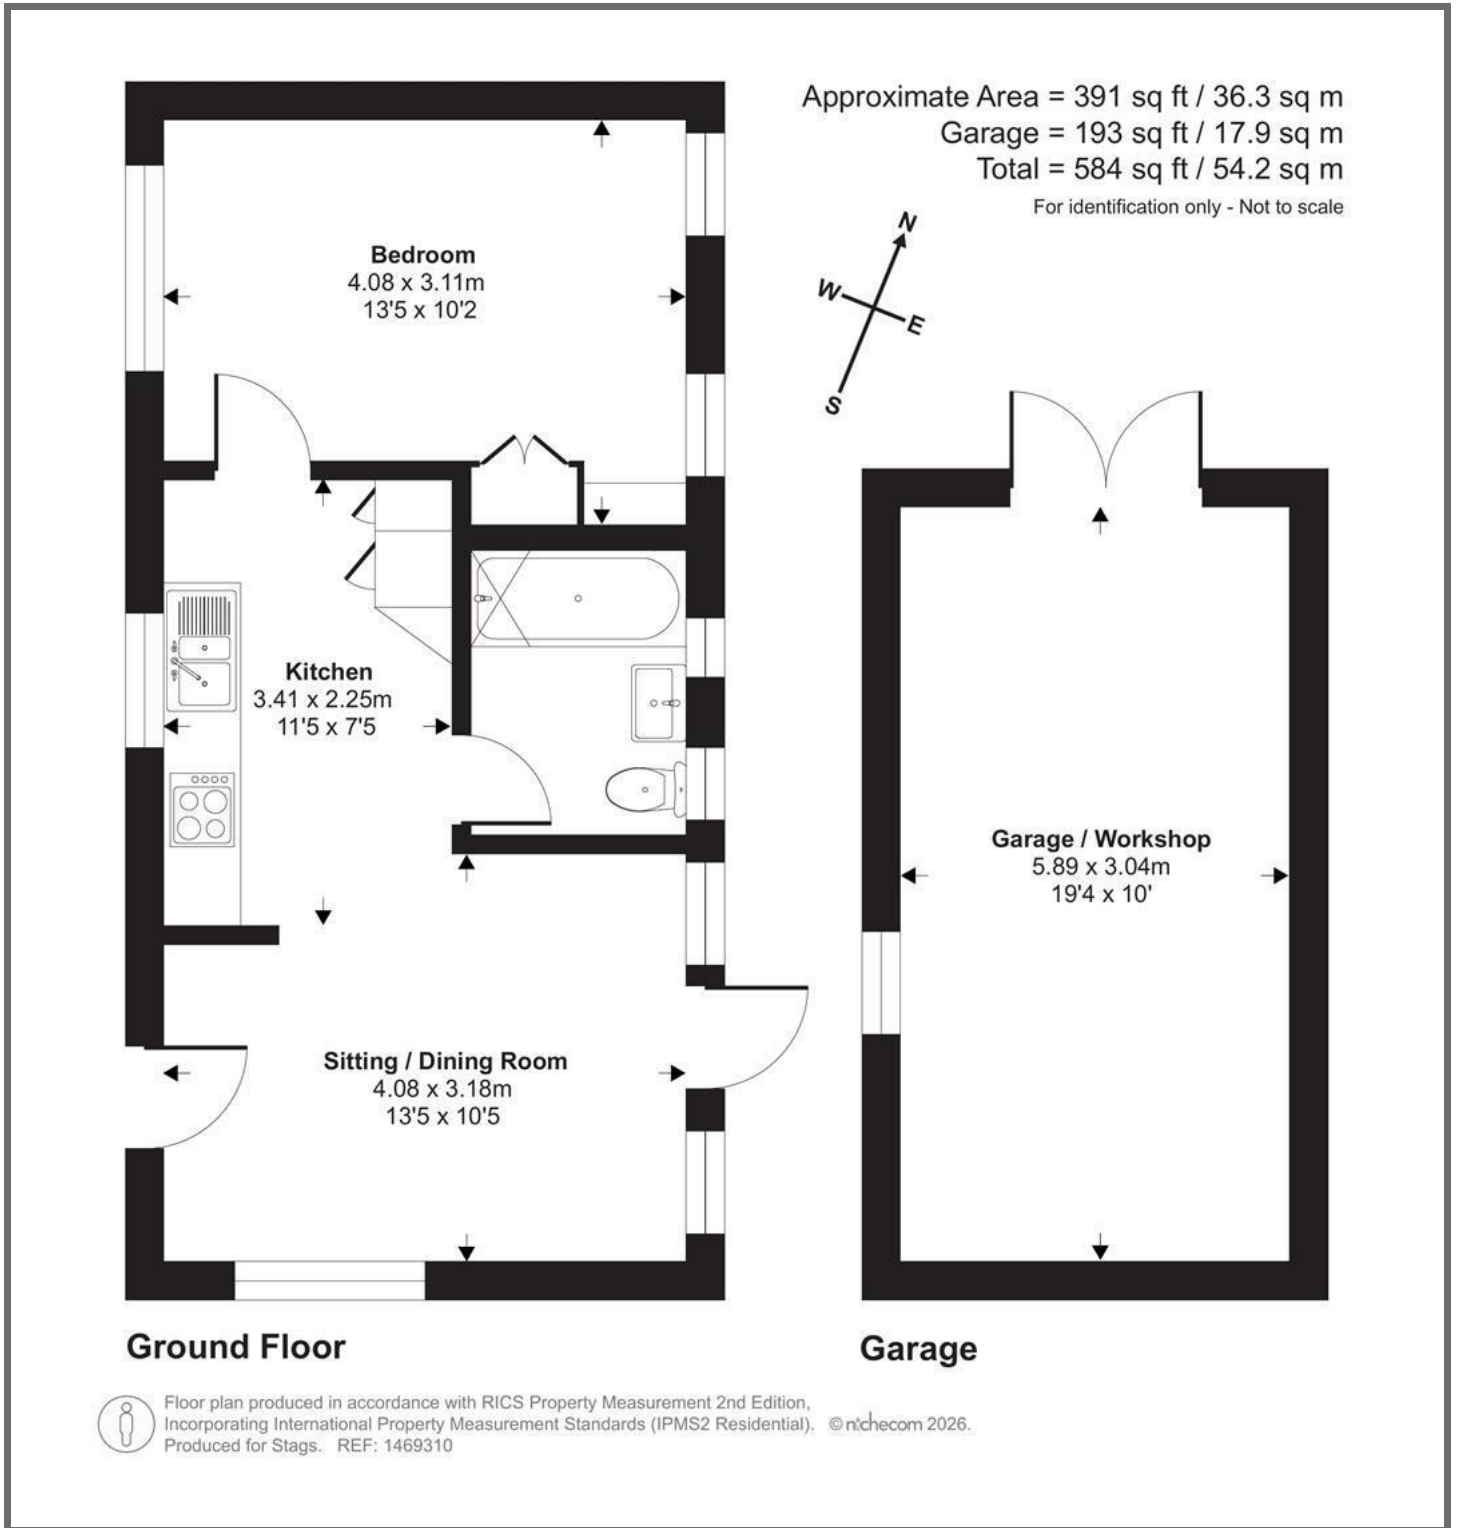 Approximate Area = 391 sq ft / 36.3 sq m
Garage = 193 sq ft / 17.9 sq m
Total = 584 sq ft / 54.2 sq m
For identification only - Not to scale
N
W
E
S
Bedroom
4.08 x 3.11m
13'5 x 10'2
Kitchen
3.41 x 2.25m
11'5 x 7'5
Garage / Workshop
5.89 x 3.04m
19'4 x 10'
Sitting / Dining Room
4.08 x 3.18m
13'5 x 10'5
Ground Floor
Garage
Floor plan produced in accordance with RICS Property Measurement 2nd Edition,
Incorporating International Property Measurement Standards (IPMS2 Residential). © nichecom 2026.
Produced for Stags. REF: 1469310